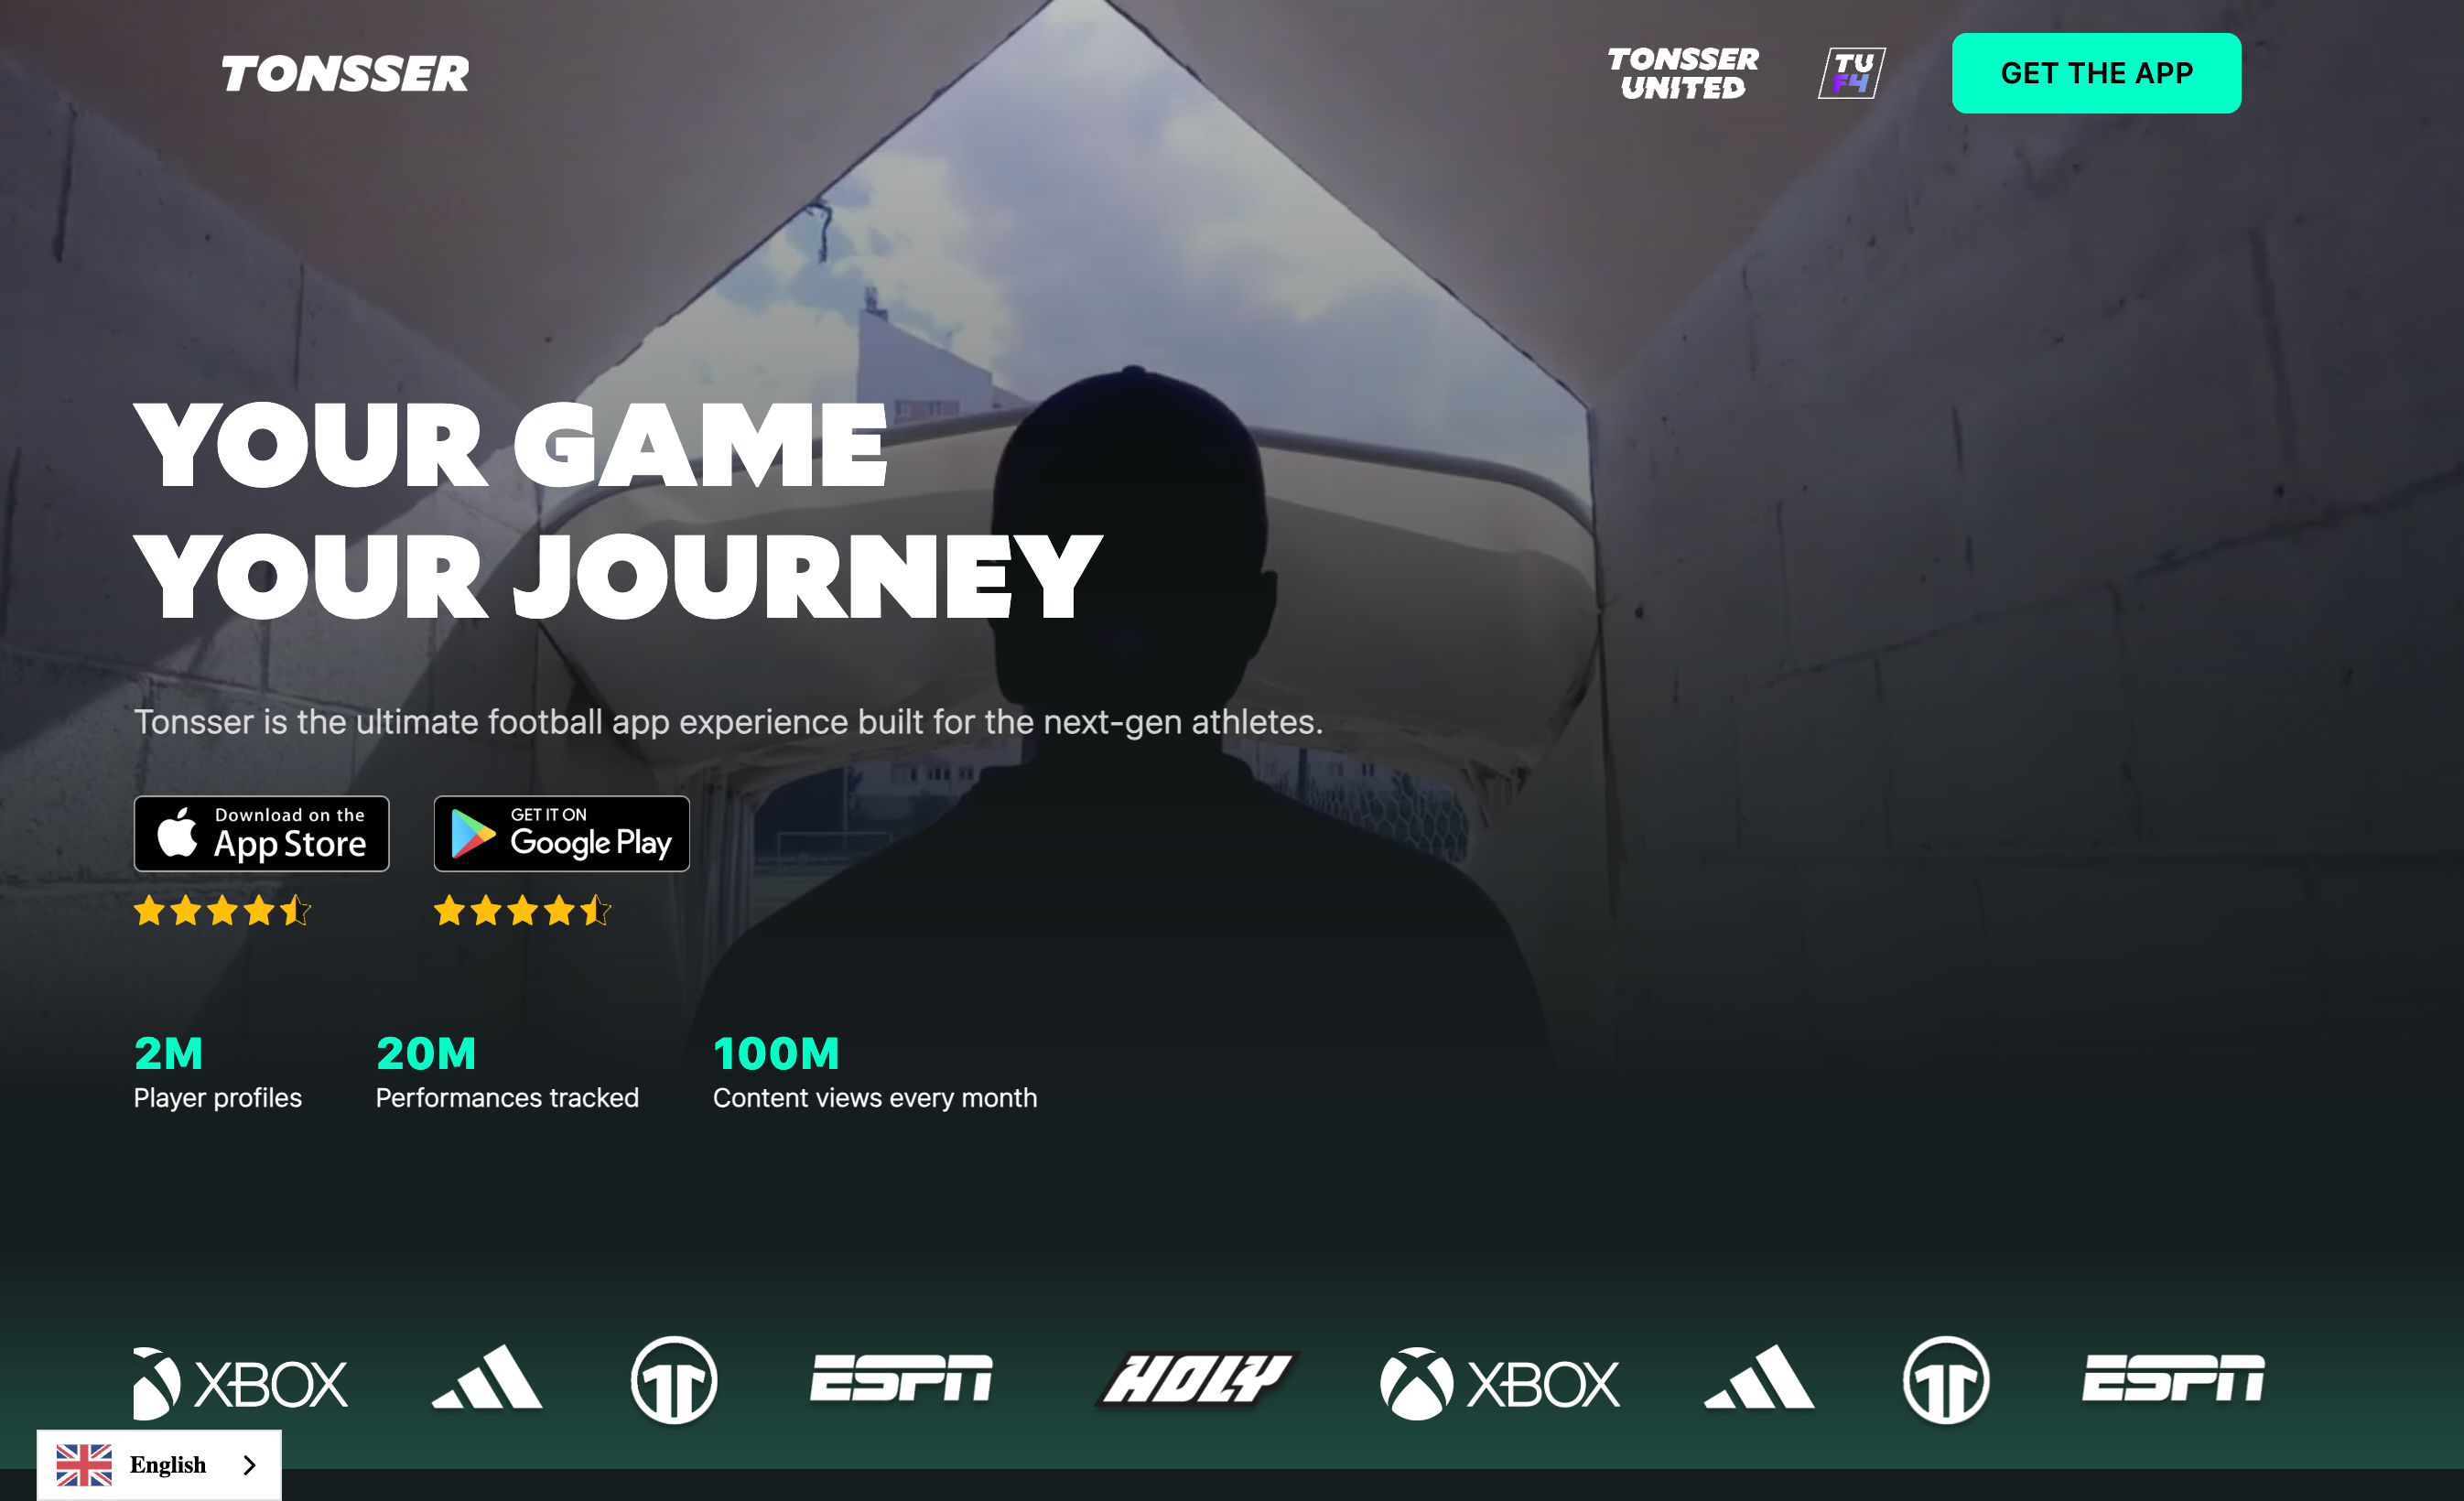 TONSSER
TONSSER
UNITED
TU
F4
GET THE APP
YOUR GAME
YOUR JOURNEY
Tonsser is the ultimate football app experience built for the next-gen athletes.
Download on the
App Store
GET IT ON
Google Play
2M
Player profiles
20M
Performances tracked
100M
Content views every month
XBOX
ESPN
HOLY
XBOX
ESPN
English